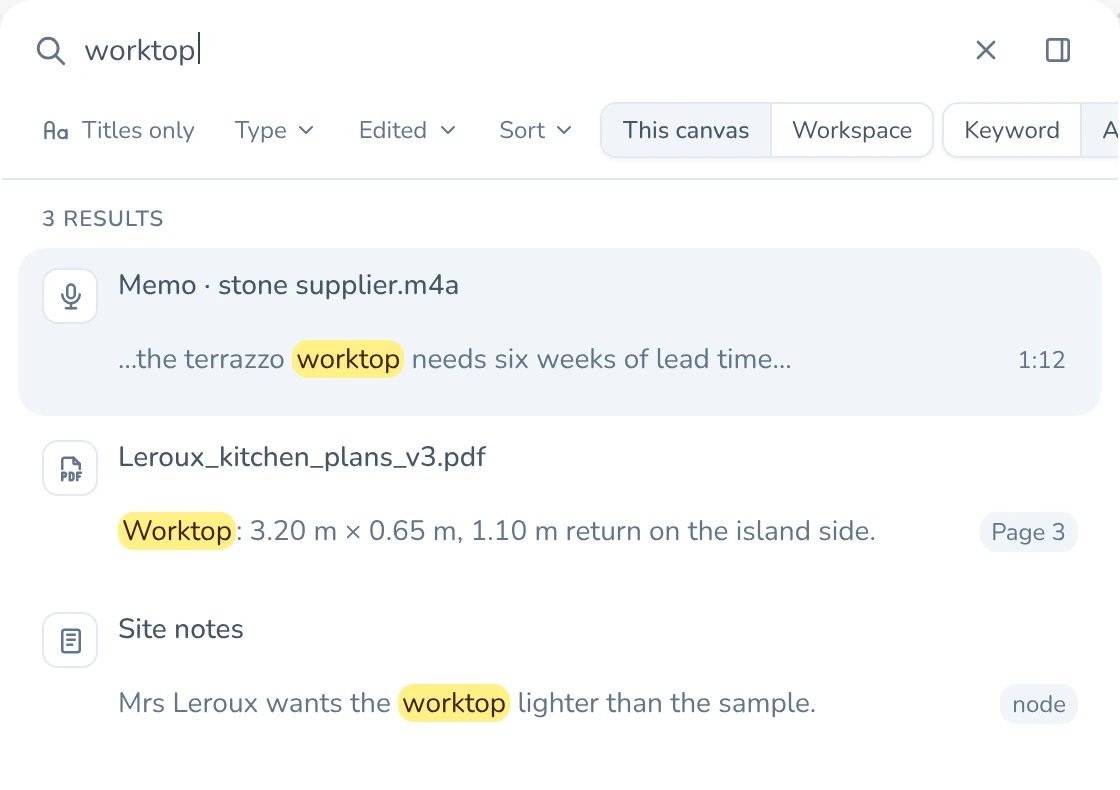 worktop
Aa Titles only Type Edited Sort This canvas Workspace Keyword
3 RESULTS
Memo · stone supplier.m4a
...the terrazzo worktop needs six weeks of lead time... 1:12
PDF Leroux_kitchen_plans_v3.pdf
Worktop: 3.20 m × 0.65 m, 1.10 m return on the island side. Page 3
Site notes
Mrs Leroux wants the worktop lighter than the sample. node